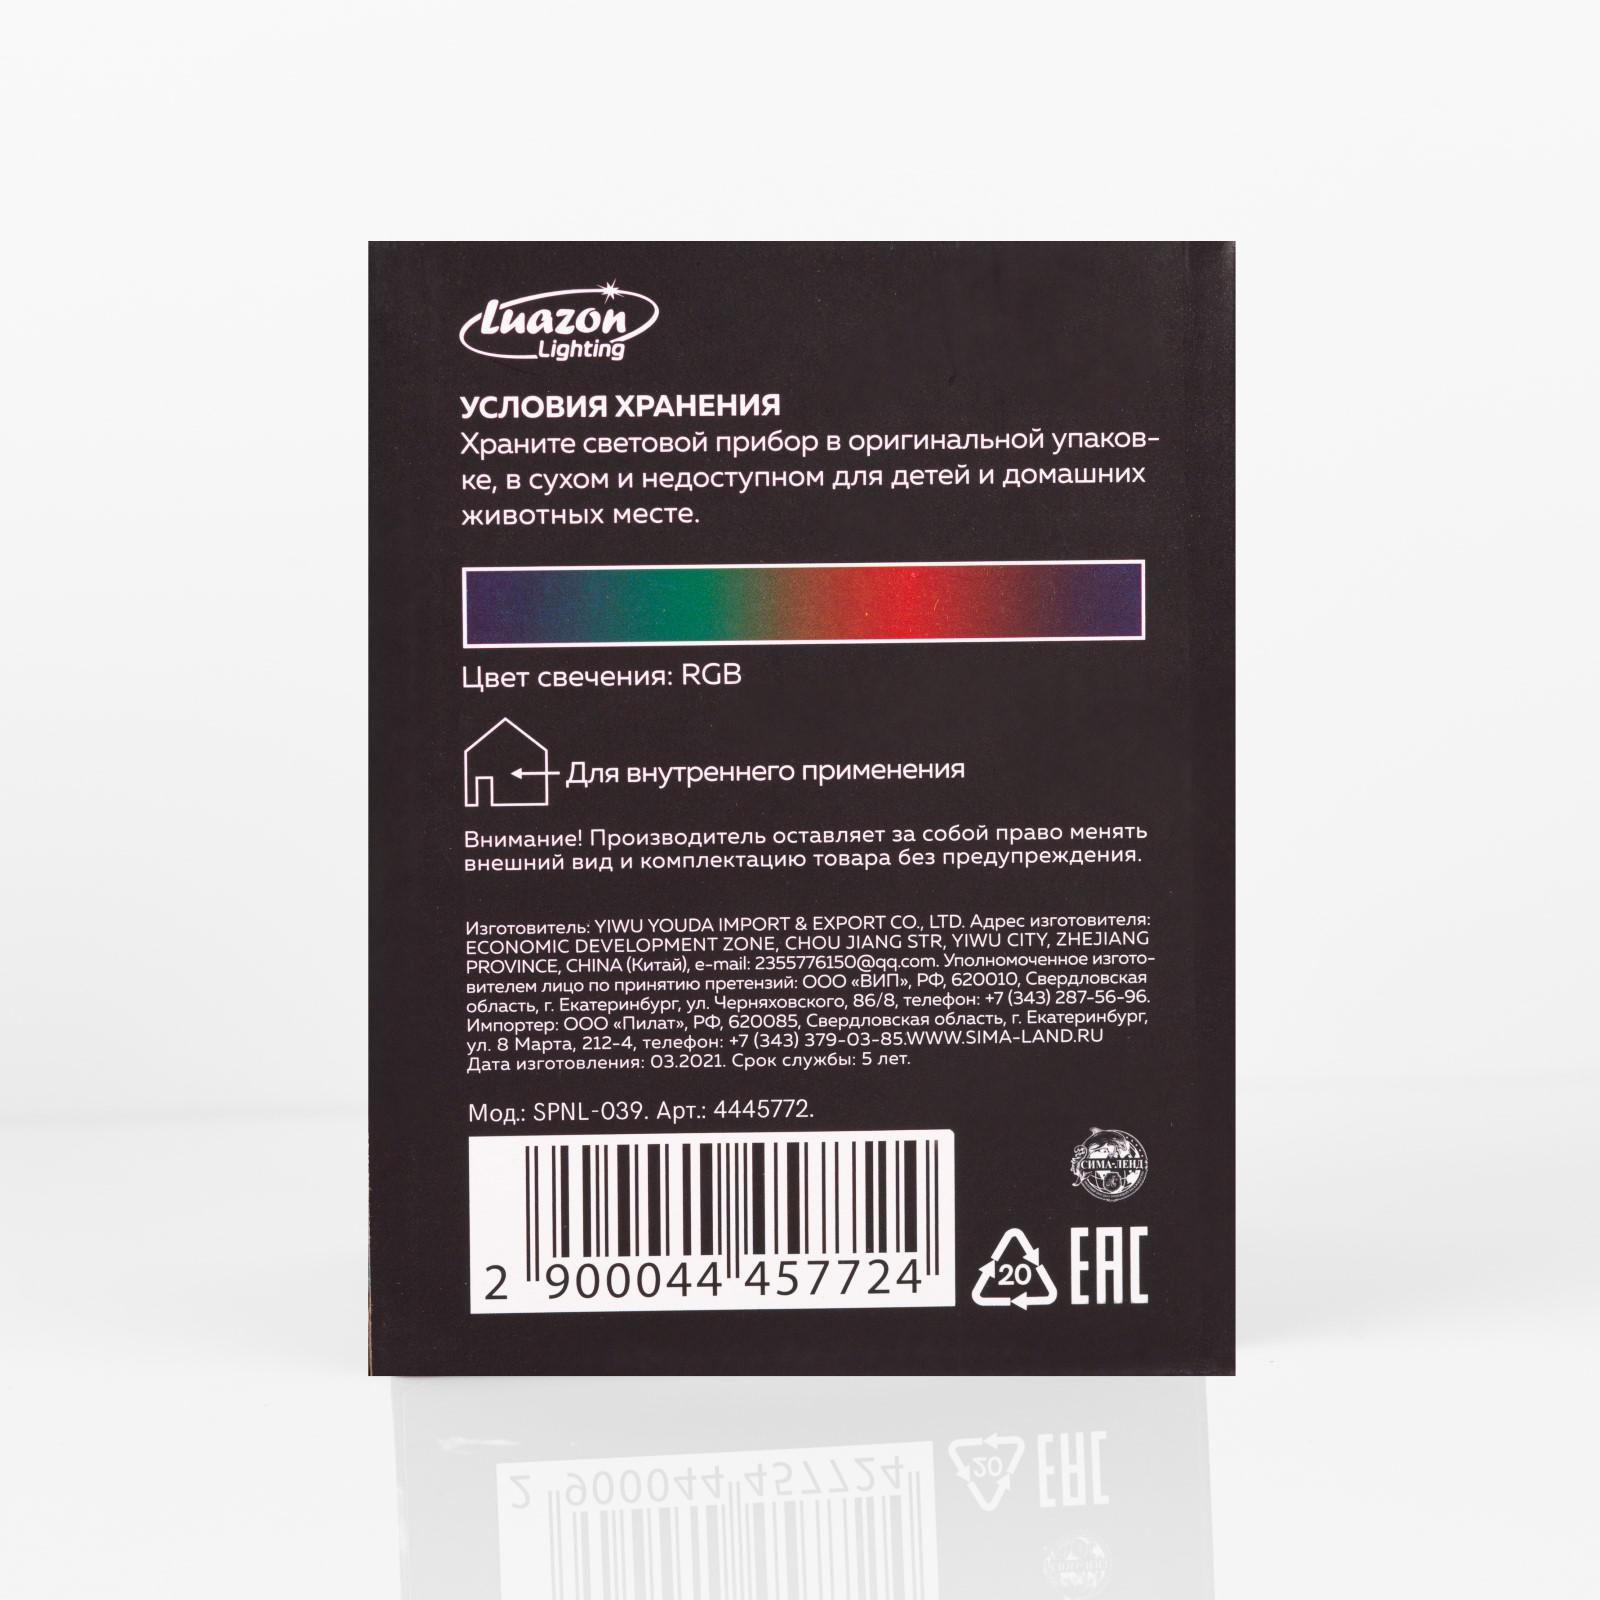 Luazon
Lighting
УСЛОВИЯ ХРАНЕНИЯ
Храните световой прибор в оригинальной упаков-
ке, в сухом и недоступном для детей и домашних
животных месте.
Цвет свечения: RGB
Для внутреннего применения
Внимание! Производитель оставляет за собой право менять
внешний вид и комплектацию товара без предупреждения.
Изготовитель: YIWU YOUDA IMPORT & EXPORT CO., LTD. Адрес изготовителя:
ECONOMIC DEVELOPMENT ZONE, CHOU JIANG STR, YIWU CITY, ZHEJIANG
PROVINCE, CHINA (Китай), e-mail: 2355776150@qq.com. Уполномоченное изгото-
вителем лицо по принятию претензий: ООО «ВИП», РФ, 620010, Свердловская
область, г. Екатеринбург, ул. Черняховского, 86/8, телефон: +7 (343) 287-56-96.
Импортер: ООО «Пилат», РФ, 620085, Свердловская область, г. Екатеринбург,
ул. 8 Марта, 212-4, телефон: +7 (343) 379-03-85.WWW.SIMA-LAND.RU
Дата изготовления: 03.2021. Срок службы: 5 лет.
Мод.: SPNL-039. Арт.: 4445772.
СИМА-ЛЕНД
2 900044 457724
20
EAC